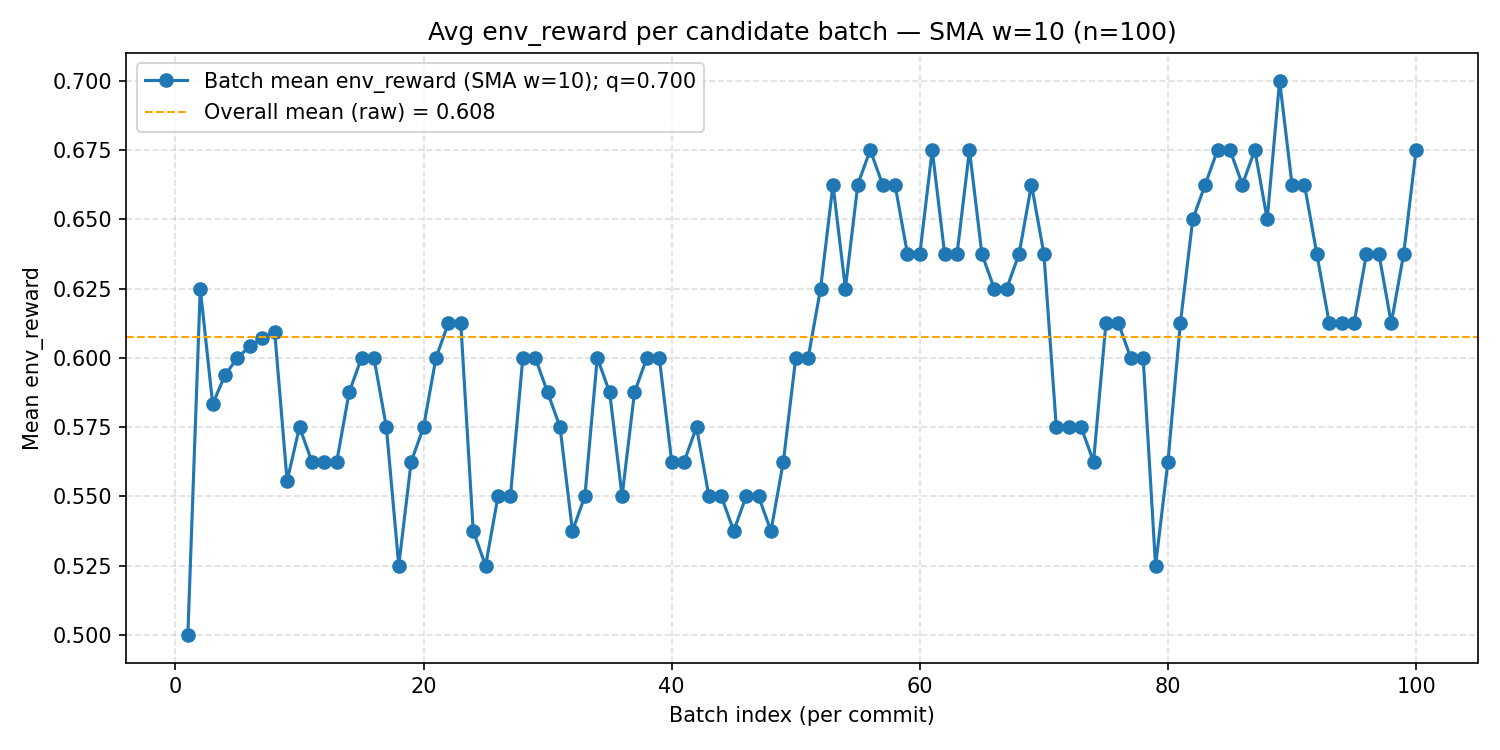 Avg env_reward per candidate batch — SMA w=10 (n=100)
Batch mean env_reward (SMA w=10); q=0.700
Overall mean (raw) = 0.608
Mean env_reward
0.700
0.675
0.650
0.625
0.600
0.575
0.550
0.525
0.500
0 20 40 60 80 100
Batch index (per commit)